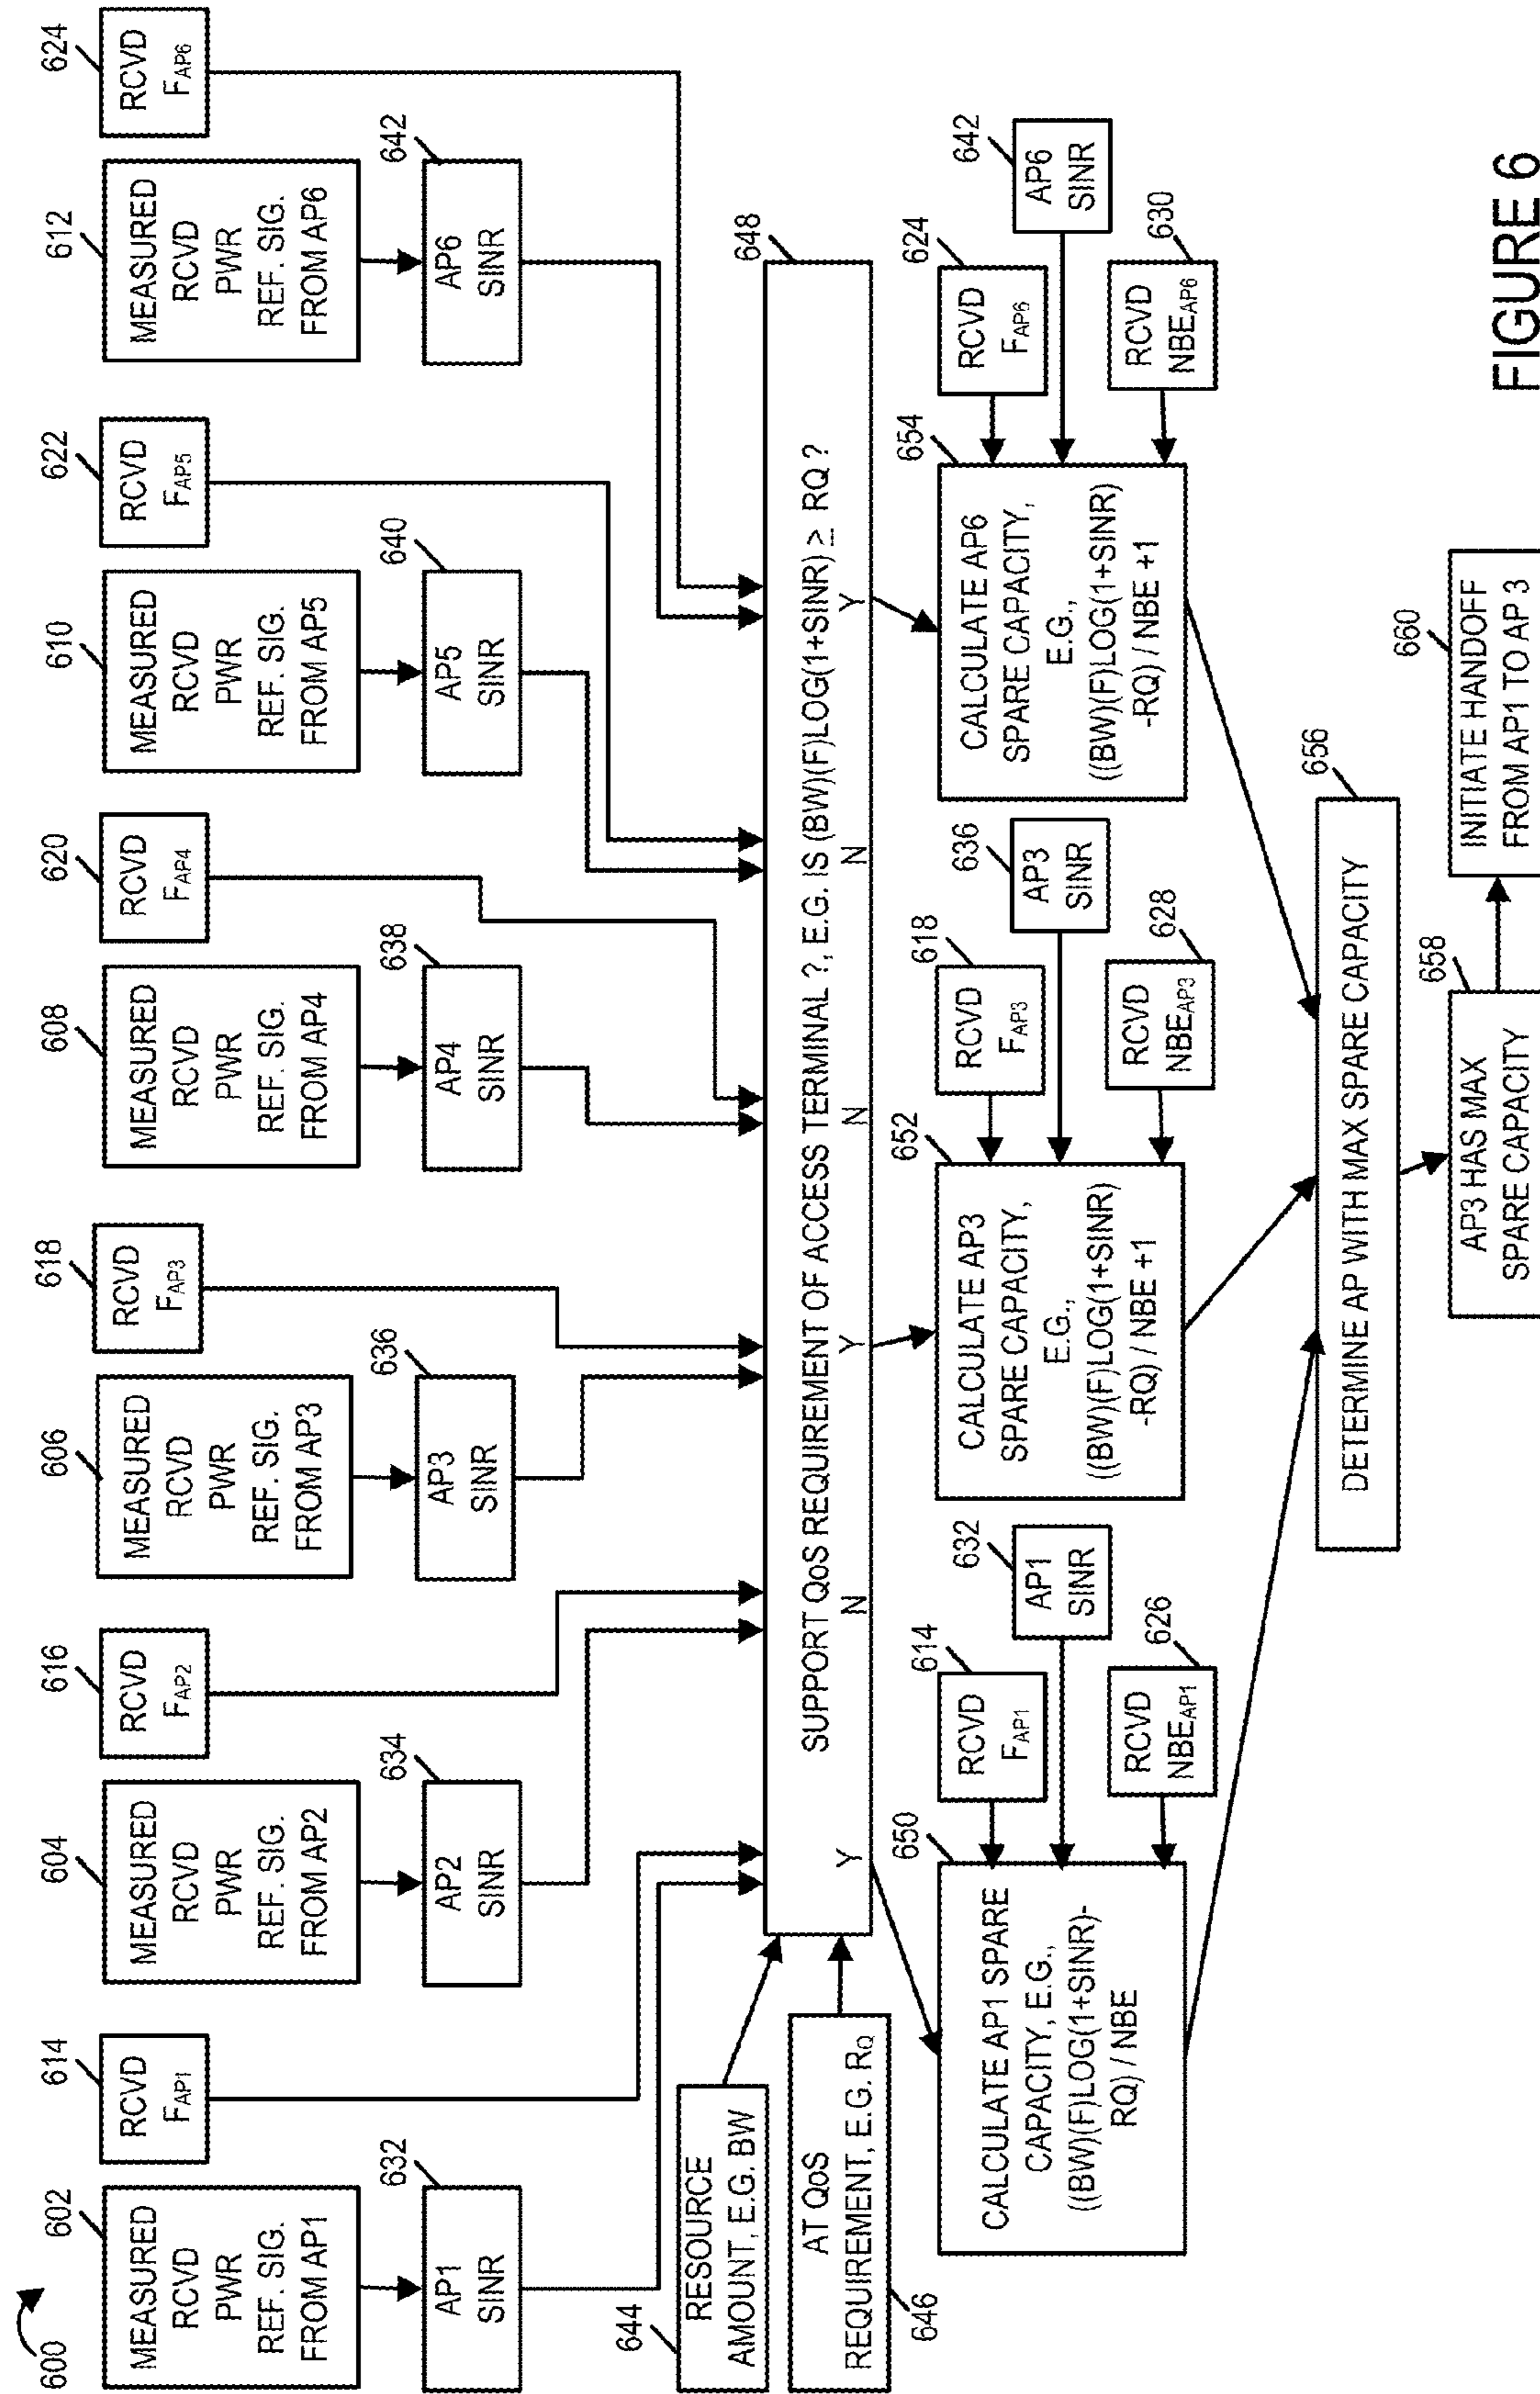 600
602
MEASURED
RCVD
PWR
REF. SIG.
FROM AP1
614
RCVD
FAP1
604
MEASURED
RCVD
PWR
REF. SIG.
FROM AP2
616
RCVD
FAP2
606
MEASURED
RCVD
PWR
REF. SIG.
FROM AP3
618
RCVD
FAP3
608
MEASURED
RCVD
PWR
REF. SIG.
FROM AP4
620
RCVD
FAP4
610
MEASURED
RCVD
PWR
REF. SIG.
FROM AP5
622
RCVD
FAP5
612
MEASURED
RCVD
PWR
REF. SIG.
FROM AP6
624
RCVD
FAP6
632
AP1
SINR
634
AP2
SINR
636
AP3
SINR
638
AP4
SINR
640
AP5
SINR
642
AP6
SINR
644
RESOURCE
AMOUNT, E.G. BW
646
AT QoS
REQUIREMENT, E.G. RQ
648
SUPPORT QoS REQUIREMENT OF ACCESS TERMINAL ?, E.G. IS (BW)(F)LOG(1+SINR) ≥ RQ ?
Y
N
Y
N
N
Y
650
CALCULATE AP1 SPARE
CAPACITY, E.G.,
((BW)(F)LOG(1+SINR)-
RQ) / NBE
614
RCVD
FAP1
632
AP1
SINR
626
RCVD
NBEAP1
652
CALCULATE AP3
SPARE CAPACITY,
E.G.,
((BW)(F)LOG(1+SINR)
-RQ) / NBE +1
618
RCVD
FAP3
636
AP3
SINR
628
RCVD
NBEAP3
654
CALCULATE AP6
SPARE CAPACITY,
E.G.,
((BW)(F)LOG(1+SINR)
-RQ) / NBE +1
624
RCVD
FAP6
642
AP6
SINR
630
RCVD
NBEAP6
656
DETERMINE AP WITH MAX SPARE CAPACITY
658
AP3 HAS MAX
SPARE CAPACITY
660
INITIATE HANDOFF
FROM AP1 TO AP 3
FIGURE 6